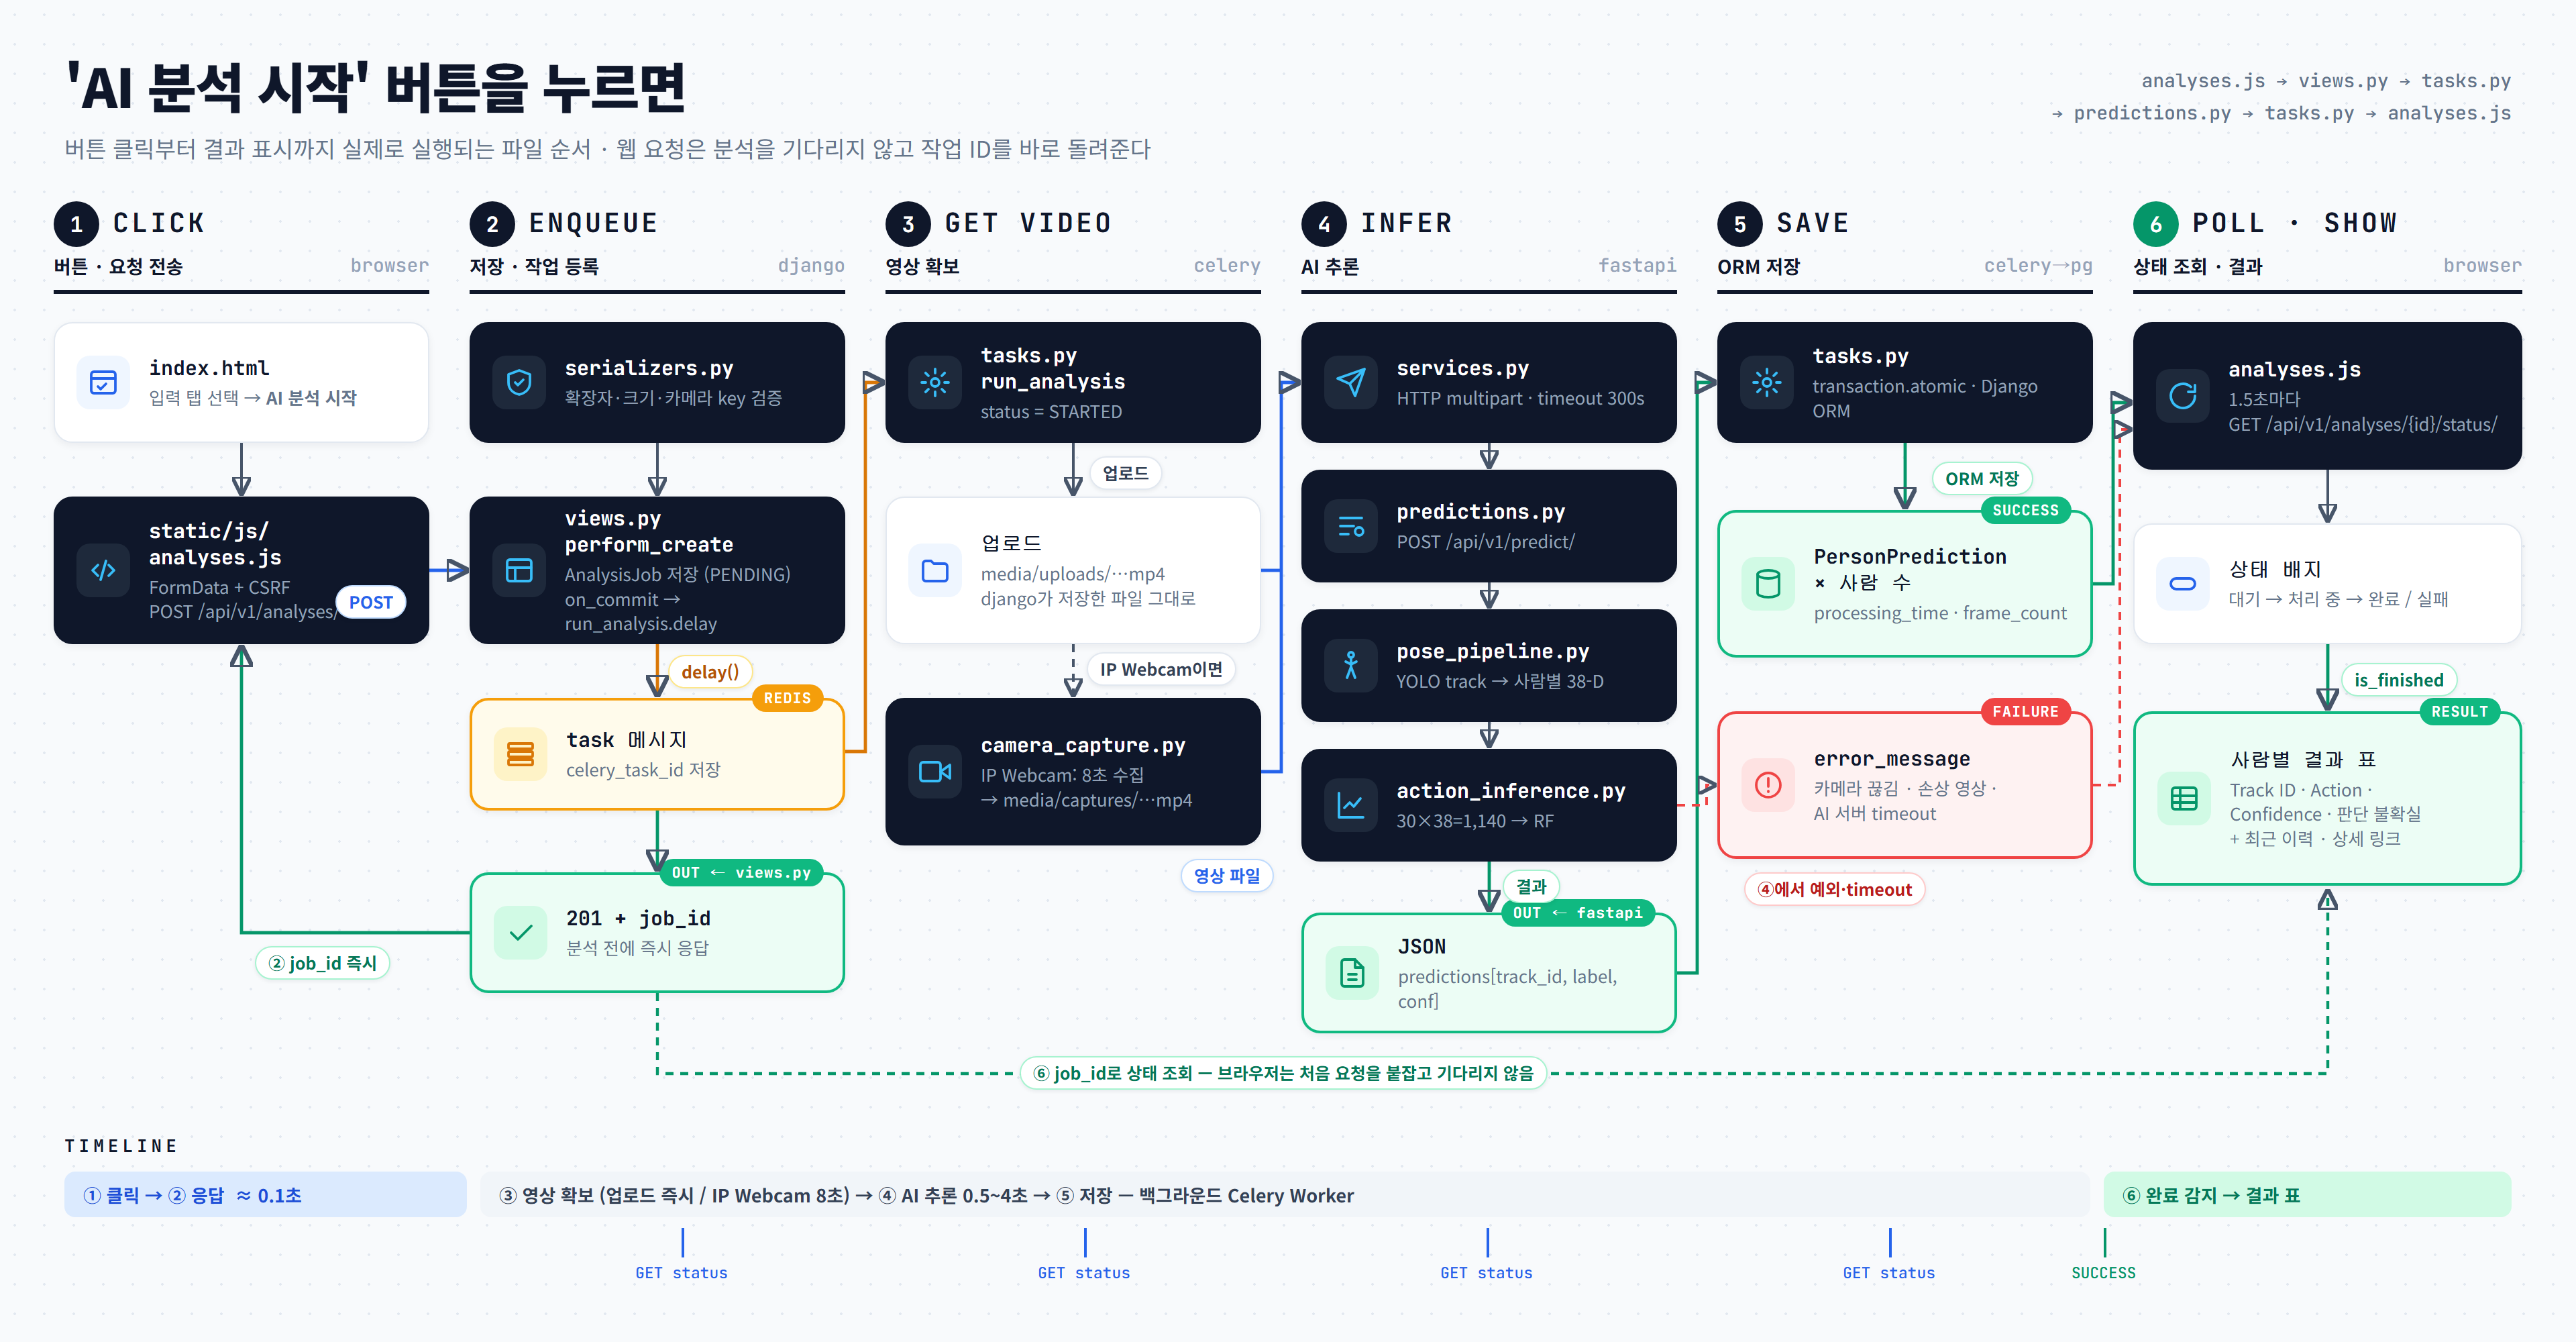 'AI 분석 시작' 버튼을 누르면
버튼 클릭부터 결과 표시까지 실제로 실행되는 파일 순서 · 웹 요청은 분석을 기다리지 않고 작업 ID를 바로 돌려준다
analyses.js → views.py → tasks.py
→ predictions.py → tasks.py → analyses.js
1 CLICK
버튼 · 요청 전송 browser
index.html
입력 탭 선택 → AI 분석 시작
static/js/
analyses.js
FormData + CSRF
POST /api/v1/analyses/
POST
② job_id 즉시
2 ENQUEUE
저장 · 작업 등록 django
serializers.py
확장자·크기·카메라 key 검증
views.py
perform_create
AnalysisJob 저장 (PENDING)
on_commit →
run_analysis.delay
delay()
REDIS
task 메시지
celery_task_id 저장
OUT ← views.py
201 + job_id
분석 전에 즉시 응답
3 GET VIDEO
영상 확보 celery
tasks.py
run_analysis
status = STARTED
업로드
업로드
media/uploads/···mp4
django가 저장한 파일 그대로
IP Webcam이면
camera_capture.py
IP Webcam: 8초 수집
→ media/captures/···mp4
영상 파일
4 INFER
AI 추론 fastapi
services.py
HTTP multipart · timeout 300s
predictions.py
POST /api/v1/predict/
pose_pipeline.py
YOLO track → 사람별 38-D
action_inference.py
30×38=1,140 → RF
결과
OUT ← fastapi
JSON
predictions[track_id, label,
conf]
5 SAVE
ORM 저장 celery→pg
tasks.py
transaction.atomic · Django
ORM
ORM 저장
SUCCESS
PersonPrediction
× 사람 수
processing_time · frame_count
FAILURE
error_message
카메라 끊김 · 손상 영상 ·
AI 서버 timeout
④에서 예외·timeout
6 POLL · SHOW
상태 조회 · 결과 browser
analyses.js
1.5초마다
GET /api/v1/analyses/{id}/status/
상태 배지
대기 → 처리 중 → 완료 / 실패
is_finished
RESULT
사람별 결과 표
Track ID · Action ·
Confidence · 판단 불확실
+ 최근 이력 · 상세 링크
⑥ job_id로 상태 조회 — 브라우저는 처음 요청을 붙잡고 기다리지 않음
TIMELINE
① 클릭 → ② 응답 ≈ 0.1초
③ 영상 확보 (업로드 즉시 / IP Webcam 8초) → ④ AI 추론 0.5~4초 → ⑤ 저장 — 백그라운드 Celery Worker
⑥ 완료 감지 → 결과 표
GET status
GET status
GET status
GET status
SUCCESS